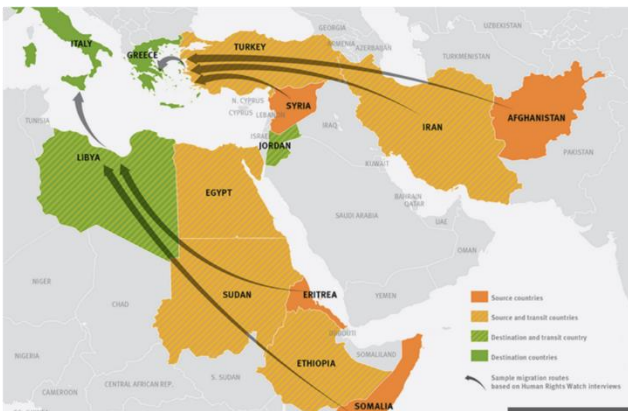 GEORGIA
UZBEKISTAN
ITALY
GREECE
TURKEY
ARMENIA
AZERBAIJAN
TURKMENISTAN
N. CYPRUS
CYPRUS
LEBANON
SYRIA
AFGHANISTAN
TUNISIA
ISRAEL
IRAQ
IRAN
JORDAN
PAKISTAN
LIBYA
KUWAIT
EGYPT
BAHRAIN
QATAR
UAE
SAUDI ARABIA
OMAN
NIGER
CHAD
SUDAN
ERITREA
YEMEN
DJIBOUTI
NIGERIA
ETHIOPIA
SOMALILAND
CAMEROON
CENTRAL AFRICAN REP.
S. SUDAN
SOMALIA
Source countries
Source and transit countries
Destination and transit country
Destination countries
Sample migration routes
based on Human Rights Watch interviews